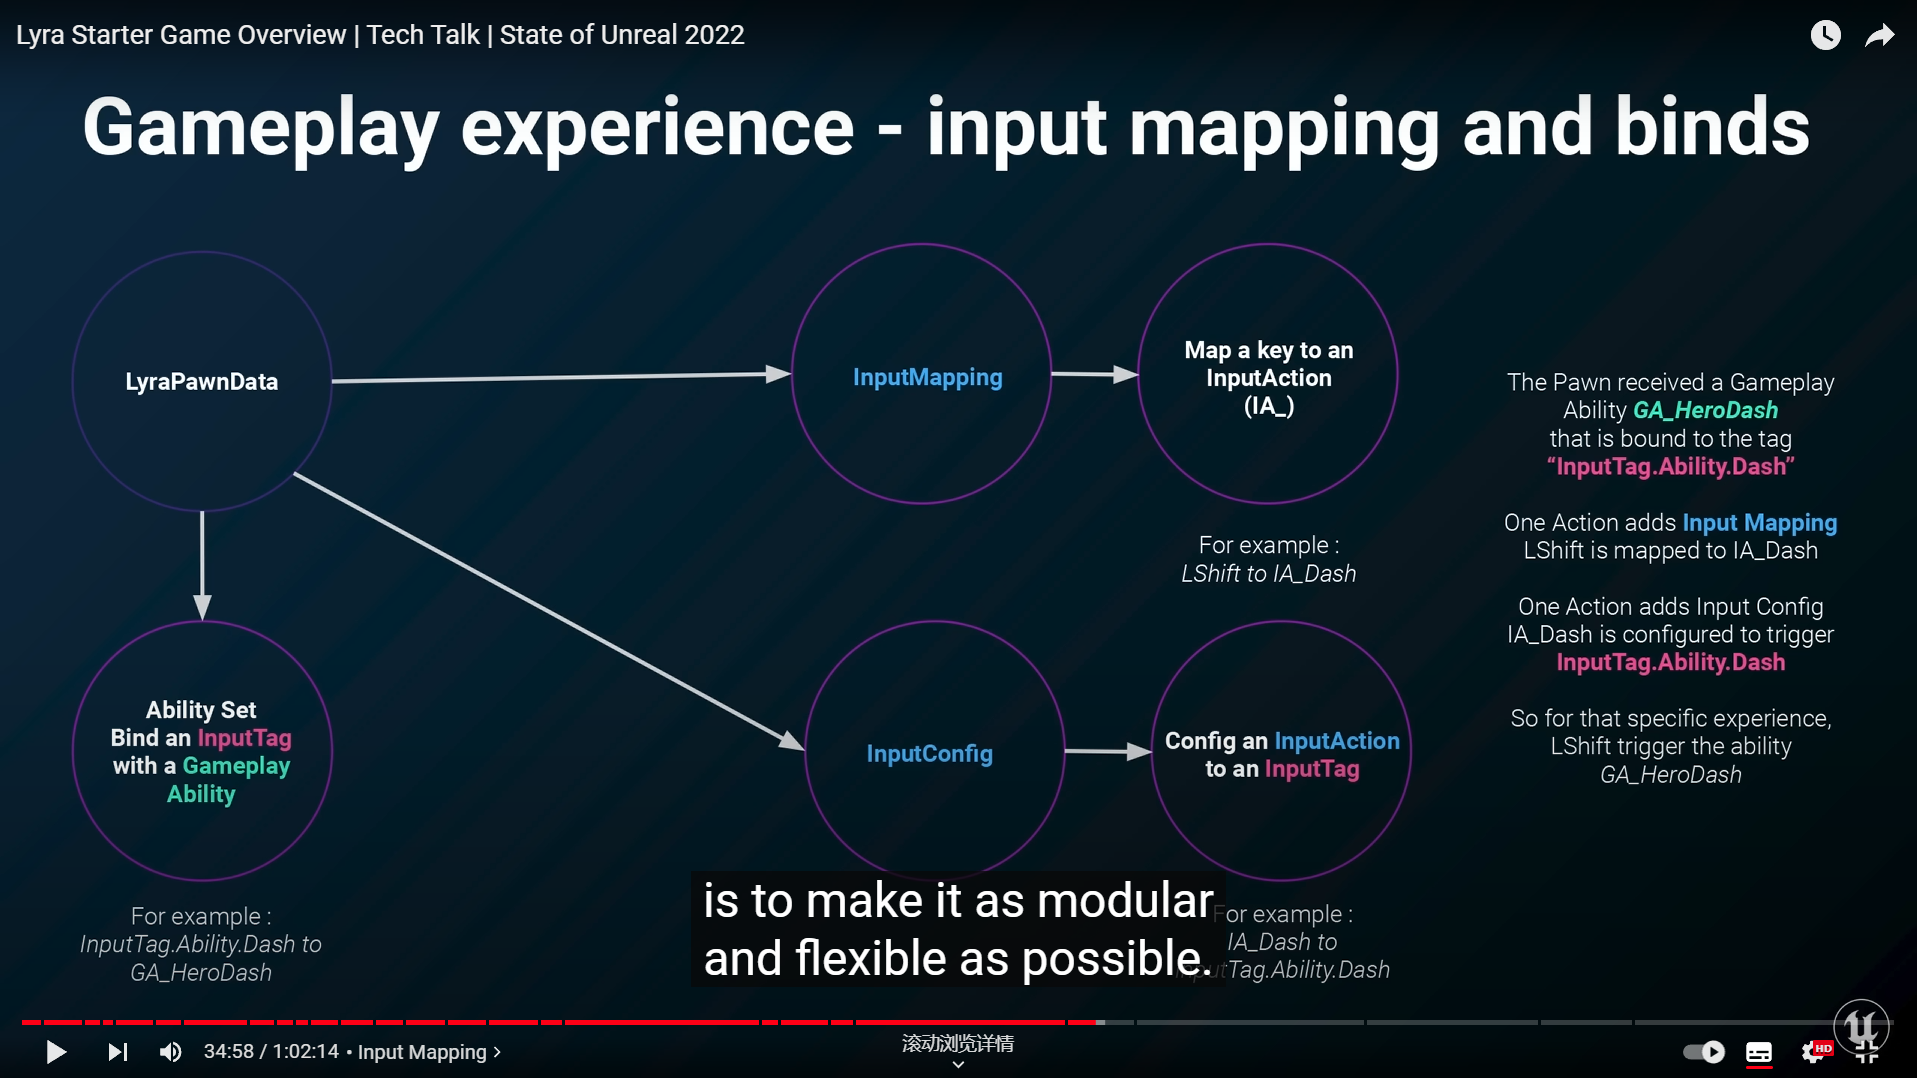 Lyra Starter Game Overview | Tech Talk | State of Unreal 2022
Gameplay experience - input mapping and binds
LyraPawnData
InputMapping
Map a key to an
InputAction
(IA_)
For example :
LShift to IA_Dash
The Pawn received a Gameplay
Ability GA_HeroDash
that is bound to the tag
“InputTag.Ability.Dash”
One Action adds Input Mapping
LShift is mapped to IA_Dash
One Action adds Input Config
IA_Dash is configured to trigger
InputTag.Ability.Dash
So for that specific experience,
LShift trigger the ability
GA_HeroDash
Ability Set
Bind an InputTag
with a Gameplay
Ability
For example :
InputTag.Ability.Dash to
GA_HeroDash
InputConfig
Config an InputAction
to an InputTag
For example :
IA_Dash to
InputTag.Ability.Dash
is to make it as modular
and flexible as possible.
34:58 / 1:02:14 • Input Mapping >
滚动浏览详情
HD